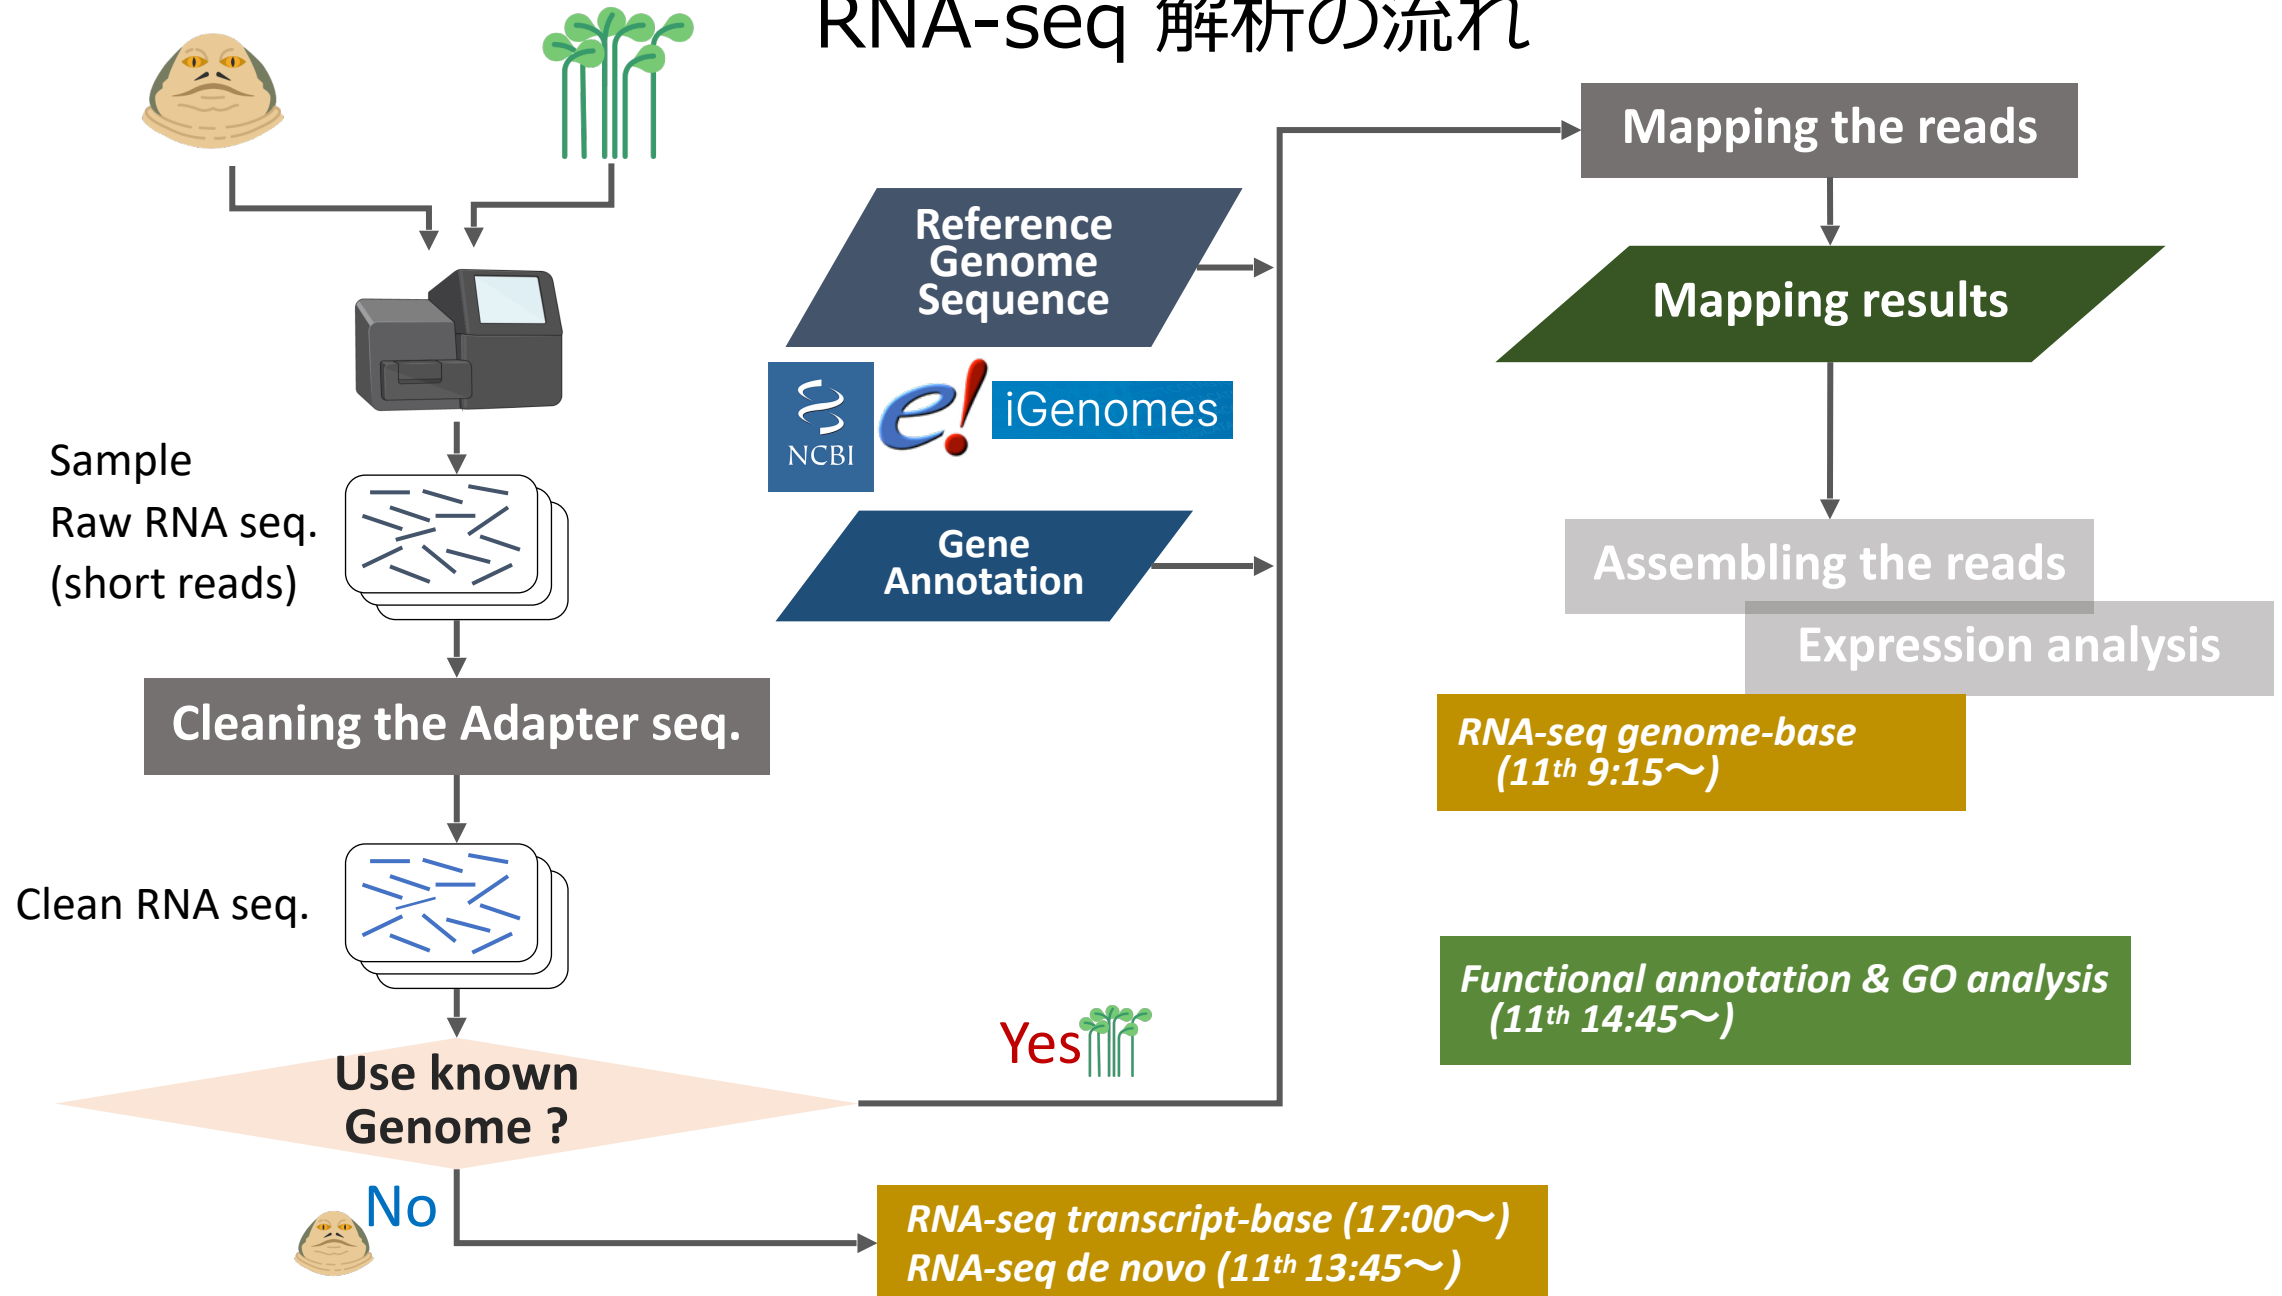 RNA-seq 解析の流れ
Sample
Raw RNA seq.
(short reads)
Cleaning the Adapter seq.
Clean RNA seq.
Use known
Genome ?
No
Yes
Reference
Genome
Sequence
NCBI
e!
iGenomes
Gene
Annotation
Mapping the reads
Mapping results
Assembling the reads
Expression analysis
RNA-seq genome-base
(11th 9:15～)
Functional annotation & GO analysis
(11th 14:45～)
RNA-seq transcript-base (17:00～)
RNA-seq de novo (11th 13:45～)